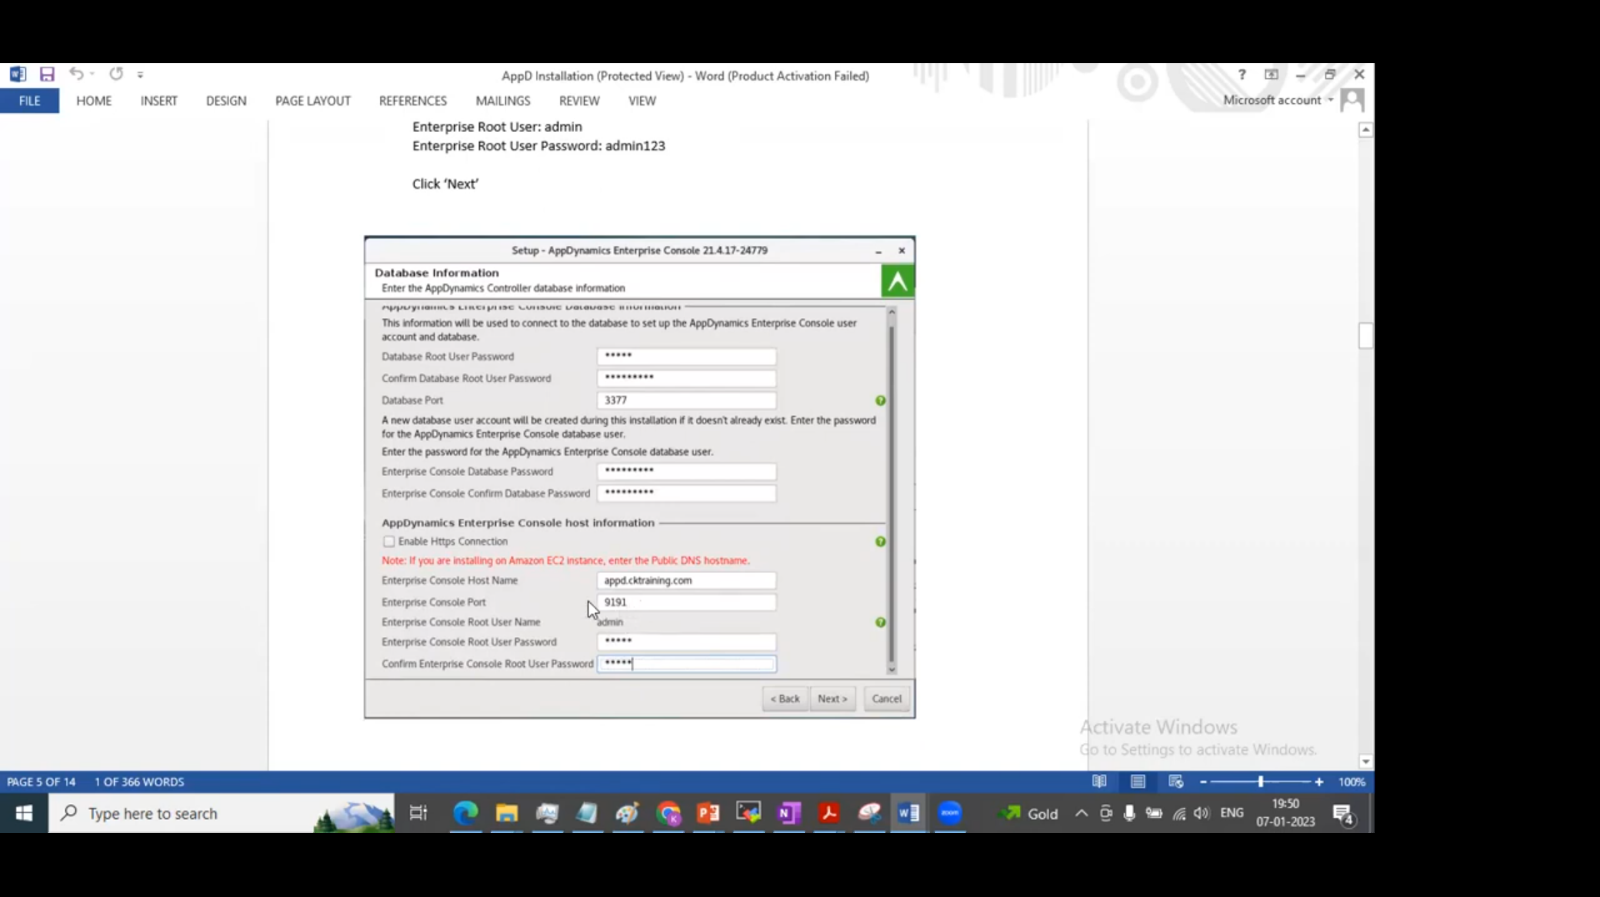 AppD Installation (Protected View) - Word (Product Activation Failed)
FILE HOME INSERT DESIGN PAGE LAYOUT REFERENCES MAILINGS REVIEW VIEW
Microsoft account
Enterprise Root User: admin
Enterprise Root User Password: admin123
Click ‘Next’
Setup - AppDynamics Enterprise Console 21.4.17-24779
Database Information
Enter the AppDynamics Controller database information
AppDynamics Enterprise Console Database Information
This information will be used to connect to the database to set up the AppDynamics Enterprise Console user
account and database.
Database Root User Password *****
Confirm Database Root User Password *********
Database Port 3377
A new database user account will be created during this installation if it doesn't already exist. Enter the password
for the AppDynamics Enterprise Console database user.
Enter the password for the AppDynamics Enterprise Console database user.
Enterprise Console Database Password *********
Enterprise Console Confirm Database Password *********
AppDynamics Enterprise Console host information
Enable Https Connection
Note: If you are installing on Amazon EC2 instance, enter the Public DNS hostname.
Enterprise Console Host Name appd.cktraining.com
Enterprise Console Port 9191
Enterprise Console Root User Name admin
Enterprise Console Root User Password *****
Confirm Enterprise Console Root User Password *****
< Back Next > Cancel
Activate Windows
Go to Settings to activate Windows.
PAGE 5 OF 14 1 OF 366 WORDS 100%
Type here to search
zoom
Gold
ENG
19:50
07-01-2023
4